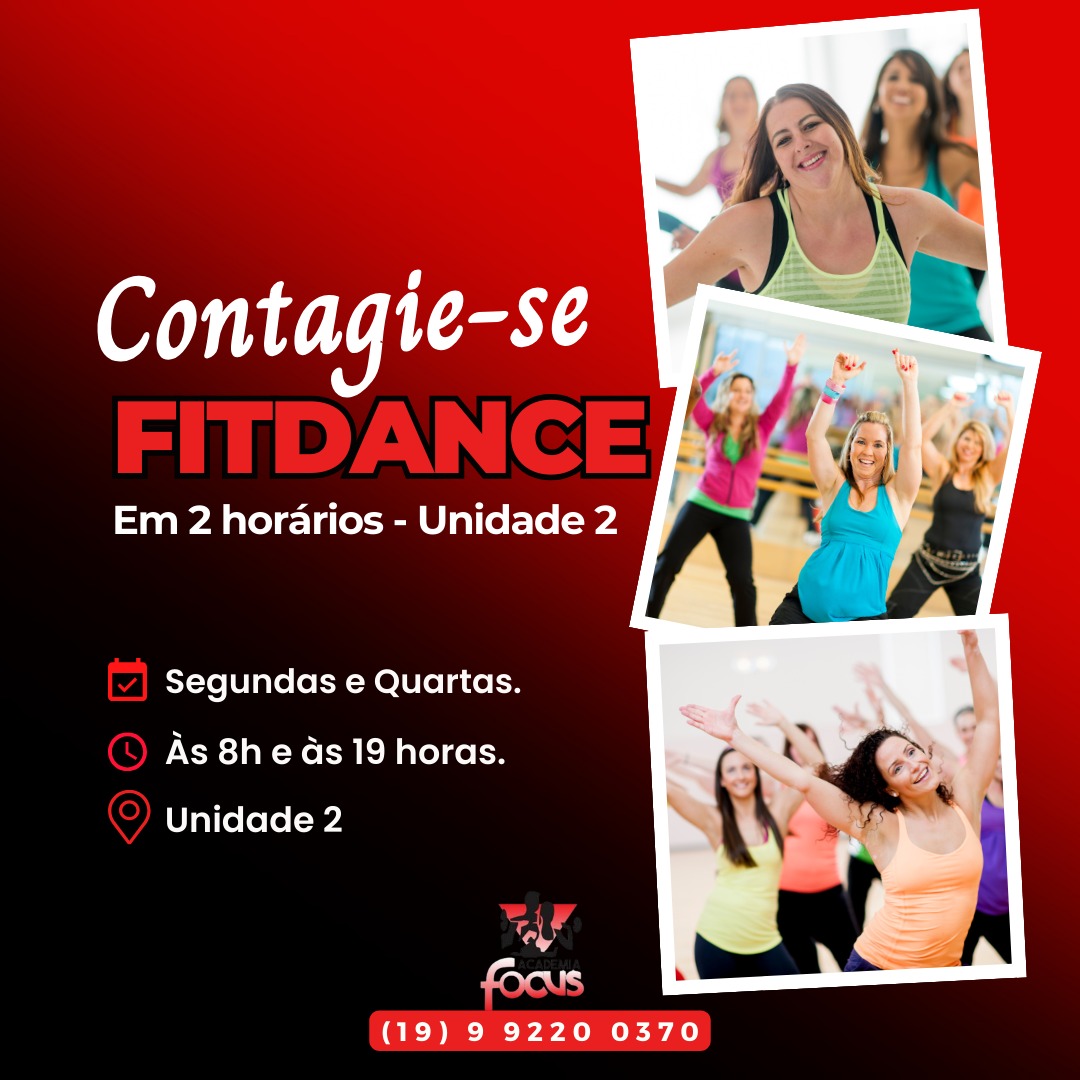 Contagie-se
FITDANCE
Em 2 horários - Unidade 2
Segundas e Quartas.
Às 8h e às 19 horas.
Unidade 2
ACADEMIA
focus
(19) 9 9220 0370